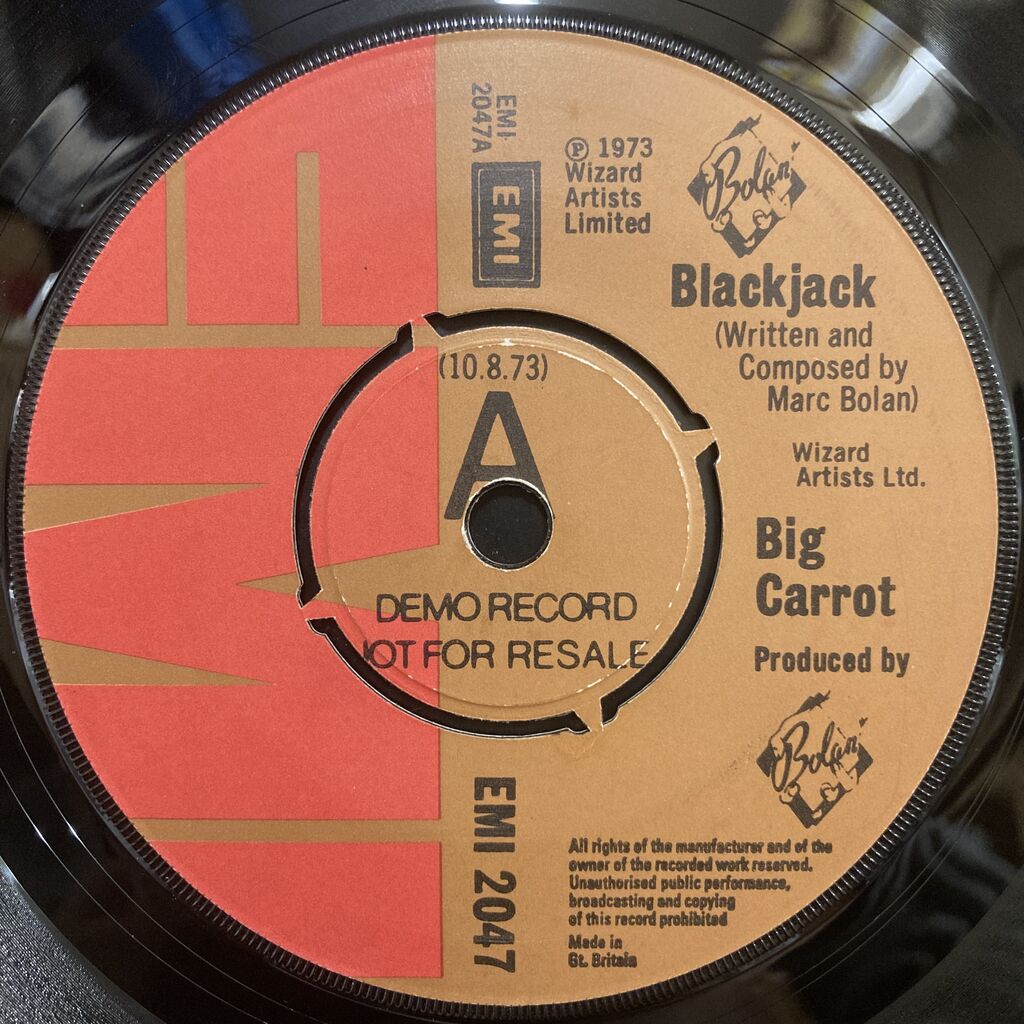 EMI
EMI
2047A
EMI
℗ 1973
Wizard
Artists
Limited
Bolan
Blackjack
(Written and
Composed by
Marc Bolan)
(10.8.73)
A
Wizard
Artists Ltd.
Big
Carrot
DEMO RECORD
NOT FOR RESALE
Produced by
Bolan
EMI 2047
All rights of the manufacturer and of the
owner of the recorded work reserved.
Unauthorised public performance,
broadcasting and copying
of this record prohibited
Made in
Gt. Britain